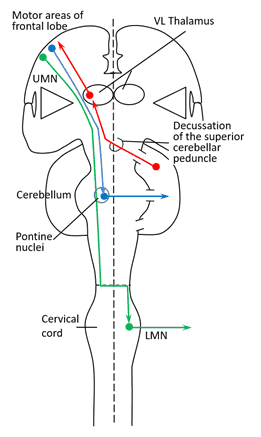 Motor areas of
frontal lobe
VL Thalamus
UMN
Decussation
of the superior
cerebellar
peduncle
Cerebellum
Pontine
nuclei
Cervical
cord
LMN